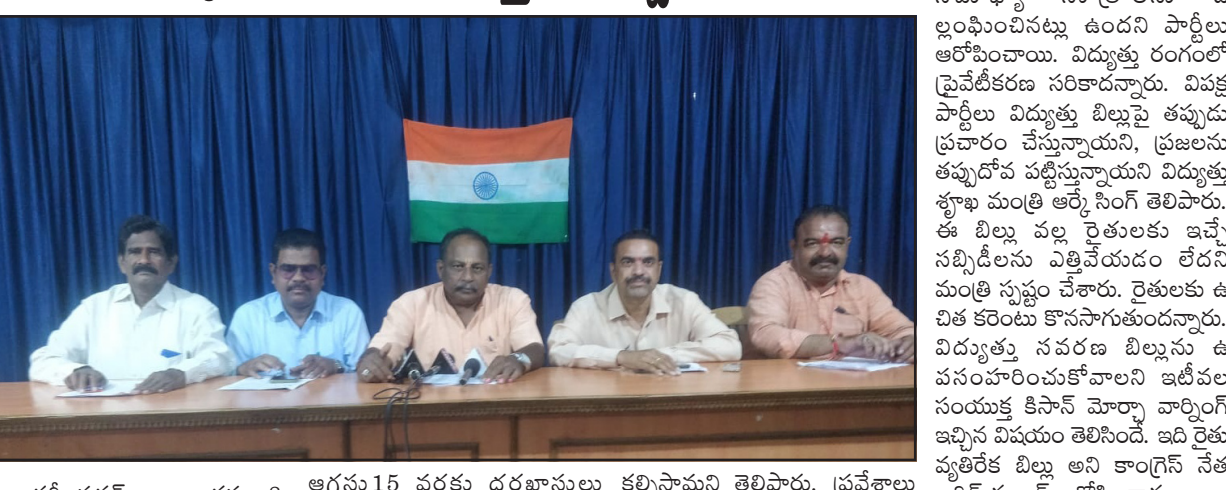 ల్లంఘించినట్లు ఉందని పార్టీలు
ఆరోపించాయి. విద్యుత్తు రంగంలో
ప్రైవేటీకరణ సరికాదన్నారు. విపక్ష
పార్టీలు విద్యుత్తు బిల్లుపై తప్పుడు
ప్రచారం చేస్తున్నాయని, ప్రజలను
తప్పుదోవ పట్టిస్తున్నాయని విద్యుత్తు
శాఖ మంత్రి ఆర్కే సింగ్ తెలిపారు.
ఈ బిల్లు వల్ల రైతులకు ఇచ్చే
సబ్సిడీలను ఎత్తివేయడం లేదని
మంత్రి స్పష్టం చేశారు. రైతులకు ఉ
చిత కరెంటు కొనసాగుతుందన్నారు.
విద్యుత్తు సవరణ బిల్లును ఉ
పసంహరించుకోవాలని ఇటీవల
సంయుక్త కిసాన్ మోర్చా వార్నింగ్
ఇచ్చిన విషయం తెలిసిందే. ఇది రైతు
వ్యతిరేక బిల్లు అని కాంగ్రెస్ నేత
ఆగస్టు15 వరకు దరఖాస్తులు కల్పిస్తామని తెలిపారు. ప్రవేశాలు